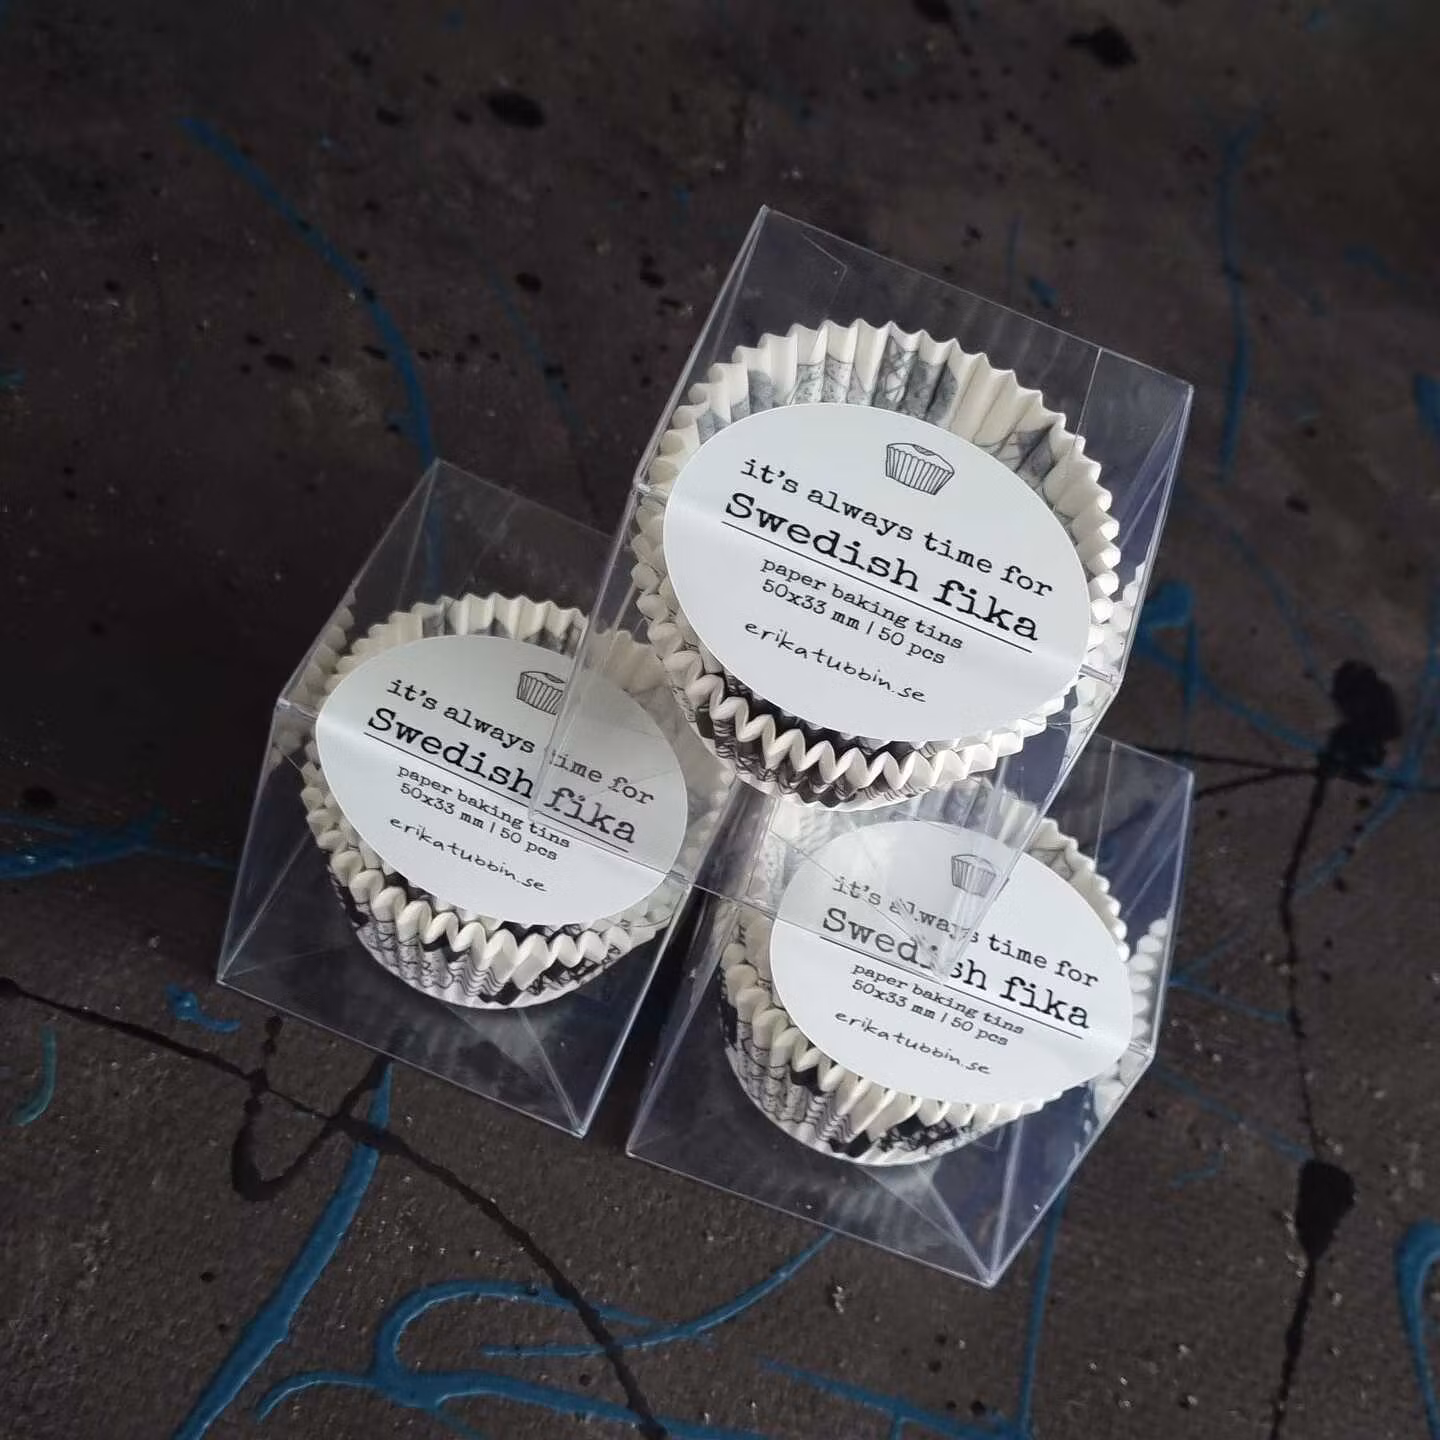 it's always time for
Swedish fika
paper baking tins
50x33 mm | 50 pcs
erikatubbin.se
it's always time for
Swedish fika
paper baking tins
50x33 mm | 50 pcs
erikatubbin.se
it's always time for
Swedish fika
paper baking tins
50x33 mm | 50 pcs
erikatubbin.se